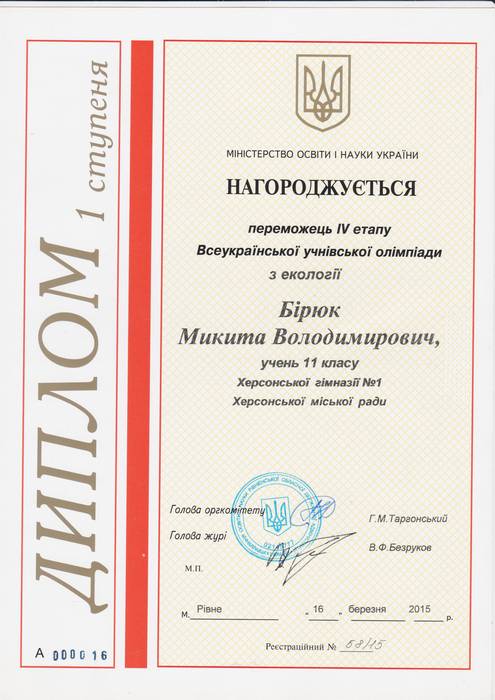 ДИПЛОМ 1 ступеня
МІНІСТЕРСТВО ОСВІТИ І НАУКИ УКРАЇНИ
НАГОРОДЖУЄТЬСЯ
переможець IV етапу
Всеукраїнської учнівської олімпіади
з екології
Бірюк
Микита Володимирович,
учень 11 класу
Херсонської гімназії №1
Херсонської міської ради
Голова оргкомітету Г.М.Таргонський
Голова журі В.Ф.Безруков
М.П.
м. Рівне "16" березня 2015 р.
Реєстраційний № 58/15
А 000016